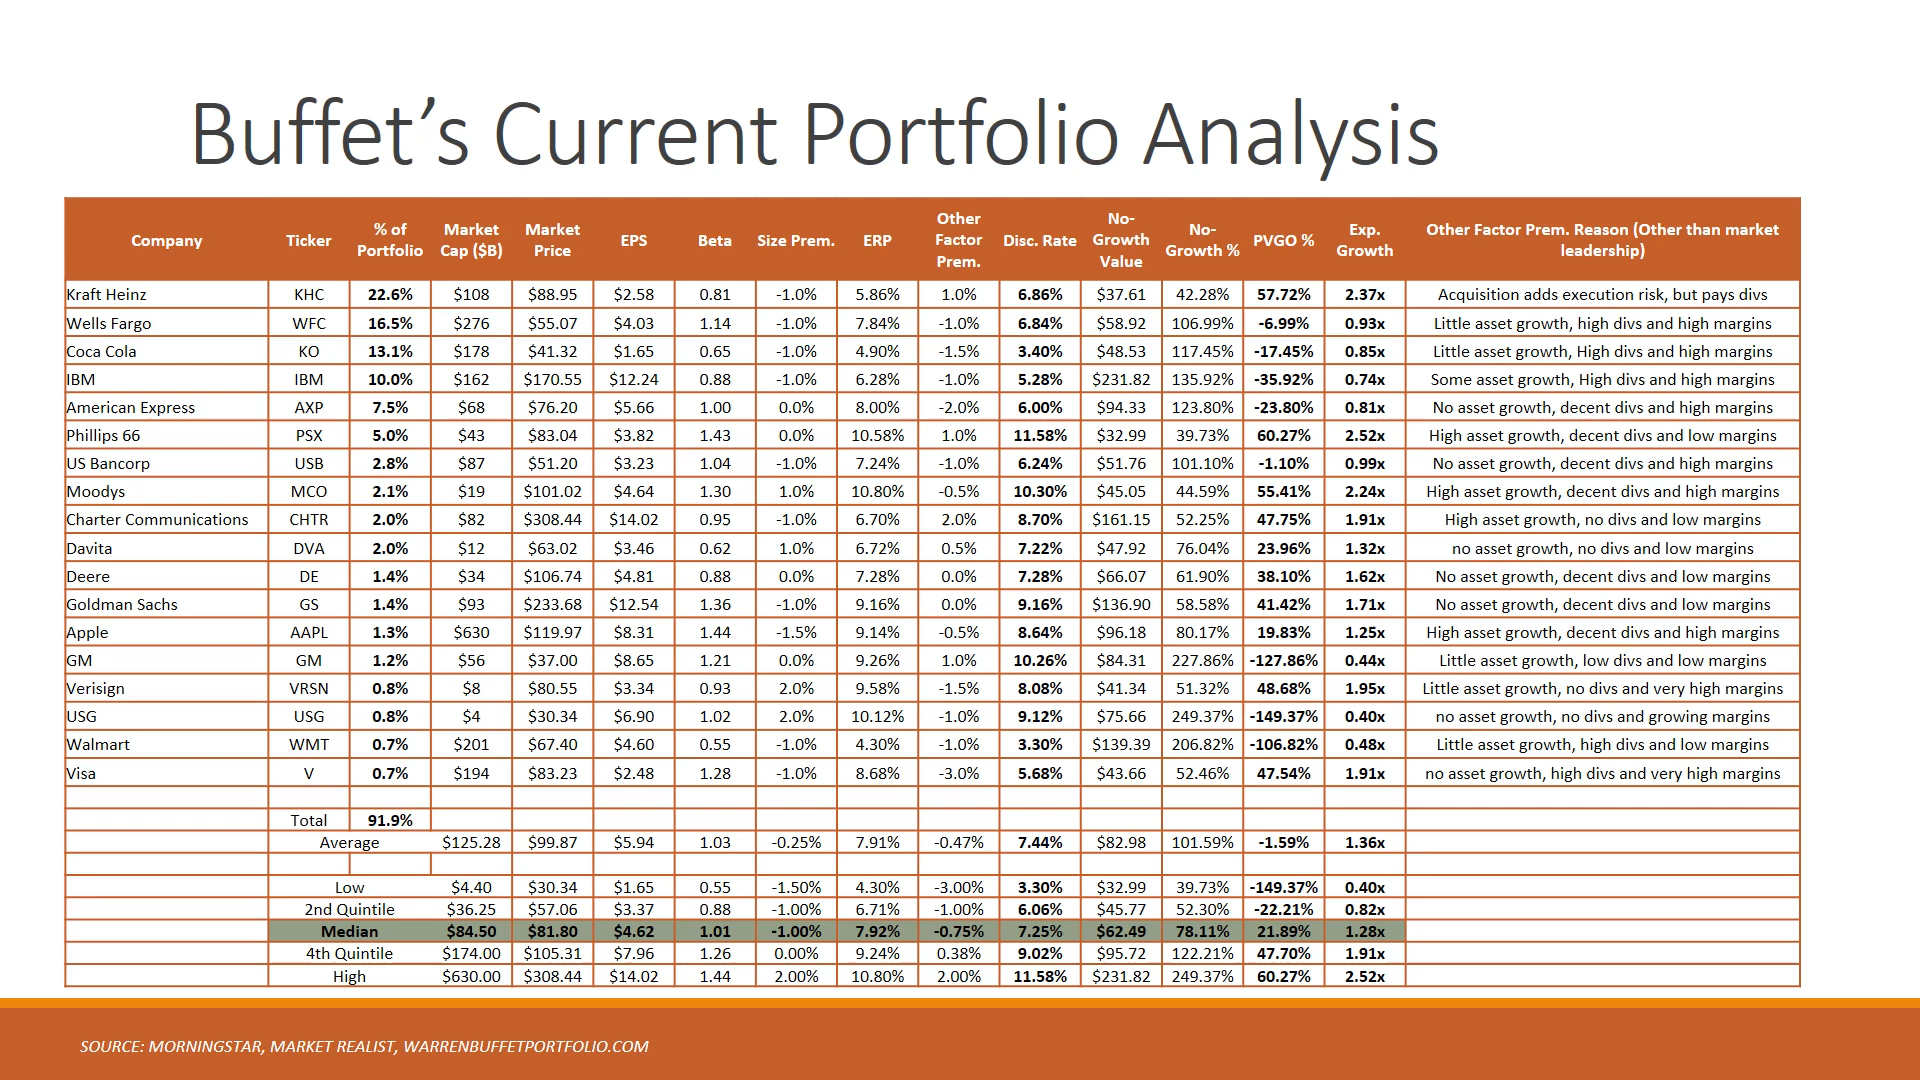 Buffet’s Current Portfolio Analysis
Company Ticker % of Portfolio Market Cap ($B) Market Price EPS Beta Size Prem. ERP Other Factor Prem. Disc. Rate No-Growth Value No-Growth % PVGO % Exp. Growth Other Factor Prem. Reason (Other than market leadership)
Kraft Heinz KHC 22.6% $108 $88.95 $2.58 0.81 -1.0% 5.86% 1.0% 6.86% $37.61 42.28% 57.72% 2.37x Acquisition adds execution risk, but pays divs
Wells Fargo WFC 16.5% $276 $55.07 $4.03 1.14 -1.0% 7.84% -1.0% 6.84% $58.92 106.99% -6.99% 0.93x Little asset growth, high divs and high margins
Coca Cola KO 13.1% $178 $41.32 $1.65 0.65 -1.0% 4.90% -1.5% 3.40% $48.53 117.45% -17.45% 0.85x Little asset growth, High divs and high margins
IBM IBM 10.0% $162 $170.55 $12.24 0.88 -1.0% 6.28% -1.0% 5.28% $231.82 135.92% -35.92% 0.74x Some asset growth, High divs and high margins
American Express AXP 7.5% $68 $76.20 $5.66 1.00 0.0% 8.00% -2.0% 6.00% $94.33 123.80% -23.80% 0.81x No asset growth, decent divs and high margins
Phillips 66 PSX 5.0% $43 $83.04 $3.82 1.43 0.0% 10.58% 1.0% 11.58% $32.99 39.73% 60.27% 2.52x High asset growth, decent divs and low margins
US Bancorp USB 2.8% $87 $51.20 $3.23 1.04 -1.0% 7.24% -1.0% 6.24% $51.76 101.10% -1.10% 0.99x No asset growth, decent divs and high margins
Moodys MCO 2.1% $19 $101.02 $4.64 1.30 1.0% 10.80% -0.5% 10.30% $45.05 44.59% 55.41% 2.24x High asset growth, decent divs and high margins
Charter Communications CHTR 2.0% $82 $308.44 $14.02 0.95 -1.0% 6.70% 2.0% 8.70% $161.15 52.25% 47.75% 1.91x High asset growth, no divs and low margins
Davita DVA 2.0% $12 $63.02 $3.46 0.62 1.0% 6.72% 0.5% 7.22% $47.92 76.04% 23.96% 1.32x no asset growth, no divs and low margins
Deere DE 1.4% $34 $106.74 $4.81 0.88 0.0% 7.28% 0.0% 7.28% $66.07 61.90% 38.10% 1.62x No asset growth, decent divs and low margins
Goldman Sachs GS 1.4% $93 $233.68 $12.54 1.36 -1.0% 9.16% 0.0% 9.16% $136.90 58.58% 41.42% 1.71x No asset growth, decent divs and low margins
Apple AAPL 1.3% $630 $119.97 $8.31 1.44 -1.5% 9.14% -0.5% 8.64% $96.18 80.17% 19.83% 1.25x High asset growth, decent divs and high margins
GM GM 1.2% $56 $37.00 $8.65 1.21 0.0% 9.26% 1.0% 10.26% $84.31 227.86% -127.86% 0.44x Little asset growth, low divs and low margins
Verisign VRSN 0.8% $8 $80.55 $3.34 0.93 2.0% 9.58% -1.5% 8.08% $41.34 51.32% 48.68% 1.95x Little asset growth, no divs and very high margins
USG USG 0.8% $4 $30.34 $6.90 1.02 2.0% 10.12% -1.0% 9.12% $75.66 249.37% -149.37% 0.40x no asset growth, no divs and growing margins
Walmart WMT 0.7% $201 $67.40 $4.60 0.55 -1.0% 4.30% -1.0% 3.30% $139.39 206.82% -106.82% 0.48x Little asset growth, high divs and low margins
Visa V 0.7% $194 $83.23 $2.48 1.28 -1.0% 8.68% -3.0% 5.68% $43.66 52.46% 47.54% 1.91x no asset growth, high divs and very high margins
Total 91.9%
Average $125.28 $99.87 $5.94 1.03 -0.25% 7.91% -0.47% 7.44% $82.98 101.59% -1.59% 1.36x
Low $4.40 $30.34 $1.65 0.55 -1.50% 4.30% -3.00% 3.30% $32.99 39.73% -149.37% 0.40x
2nd Quintile $36.25 $57.06 $3.37 0.88 -1.00% 6.71% -1.00% 6.06% $45.77 52.30% -22.21% 0.82x
Median $84.50 $81.80 $4.62 1.01 -1.00% 7.92% -0.75% 7.25% $62.49 78.11% 21.89% 1.28x
4th Quintile $174.00 $105.31 $7.96 1.26 0.00% 9.24% 0.38% 9.02% $95.72 122.21% 47.70% 1.91x
High $630.00 $308.44 $14.02 1.44 2.00% 10.80% 2.00% 11.58% $231.82 249.37% 60.27% 2.52x
SOURCE: MORNINGSTAR, MARKET REALIST, WARRENBUFFETPORTFOLIO.COM